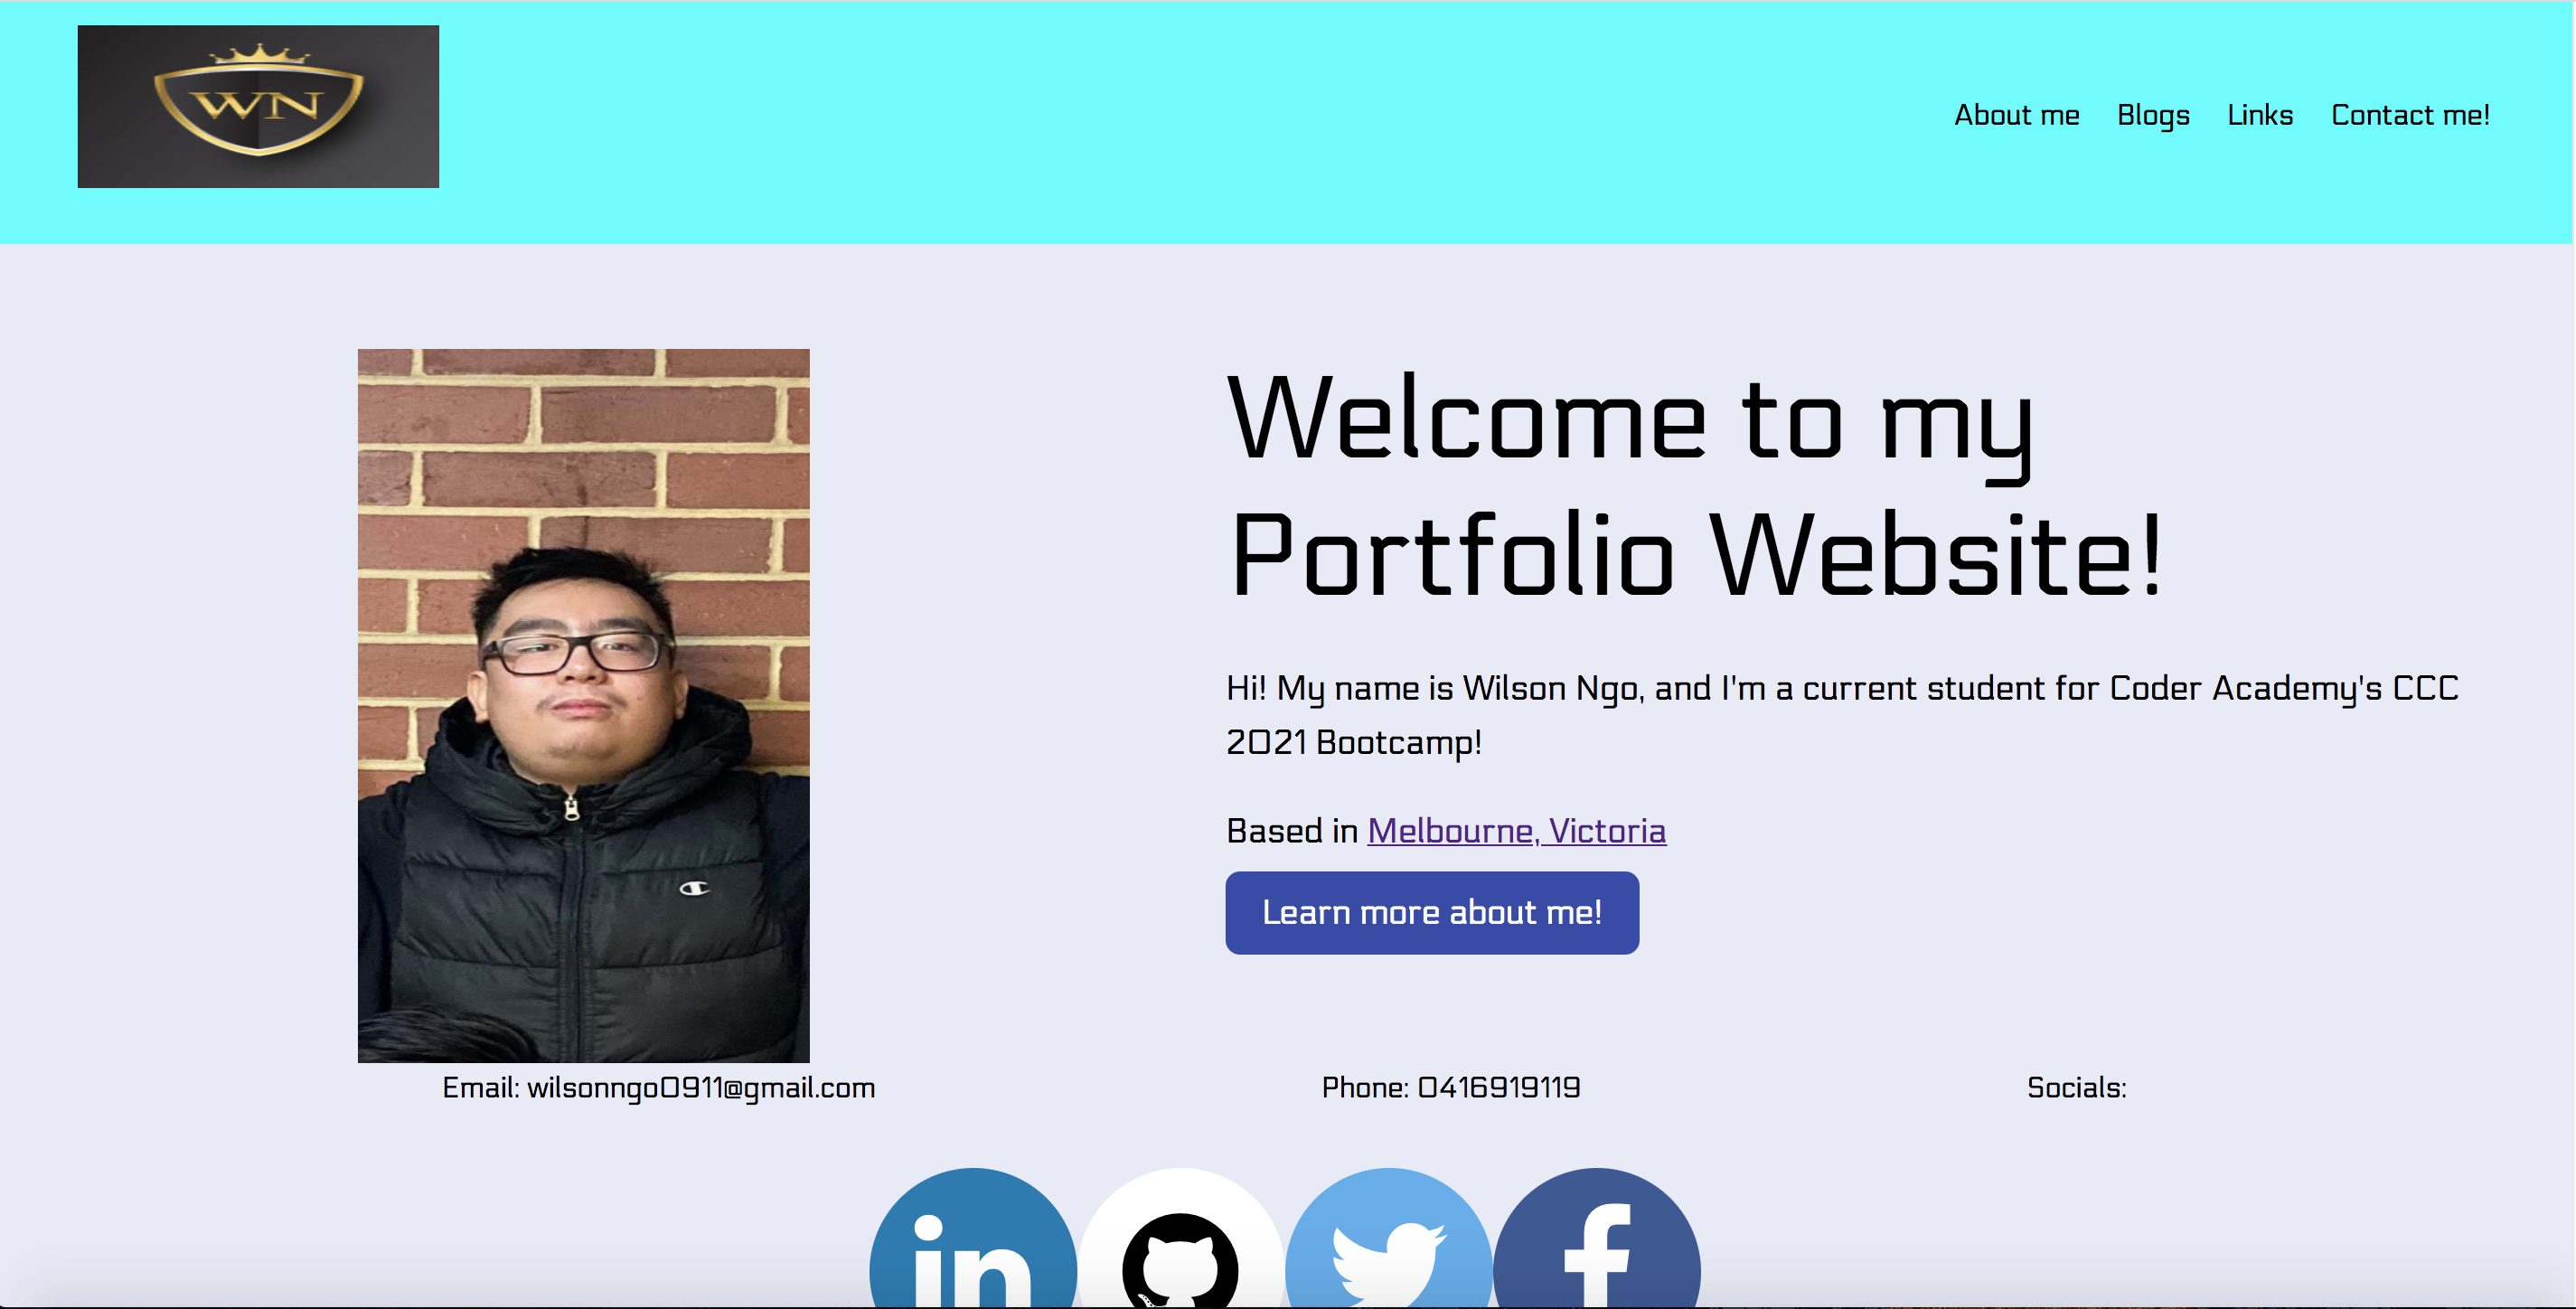 WN
About me Blogs Links Contact me!
Welcome to my
Portfolio Website!
Hi! My name is Wilson Ngo, and I'm a current student for Coder Academy's CCC
2021 Bootcamp!
Based in Melbourne, Victoria
Learn more about me!
Email: wilsonngo0911@gmail.com Phone: 0416919119 Socials:
in f